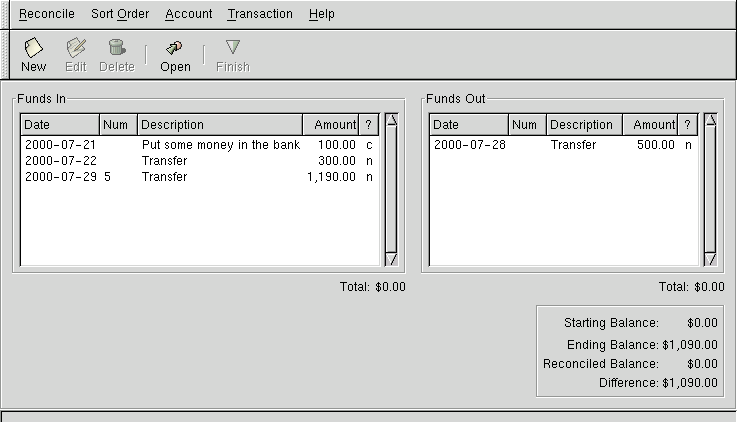 Reconcile Sort Order Account Transaction Help
New Edit Delete Open Finish
Funds In
Date Num Description Amount ?
2000-07-21 Put some money in the bank 100.00 c
2000-07-22 Transfer 300.00 n
2000-07-29 5 Transfer 1,190.00 n
Total: $0.00
Funds Out
Date Num Description Amount ?
2000-07-28 Transfer 500.00 n
Total: $0.00
Starting Balance: $0.00
Ending Balance: $1,090.00
Reconciled Balance: $0.00
Difference: $1,090.00